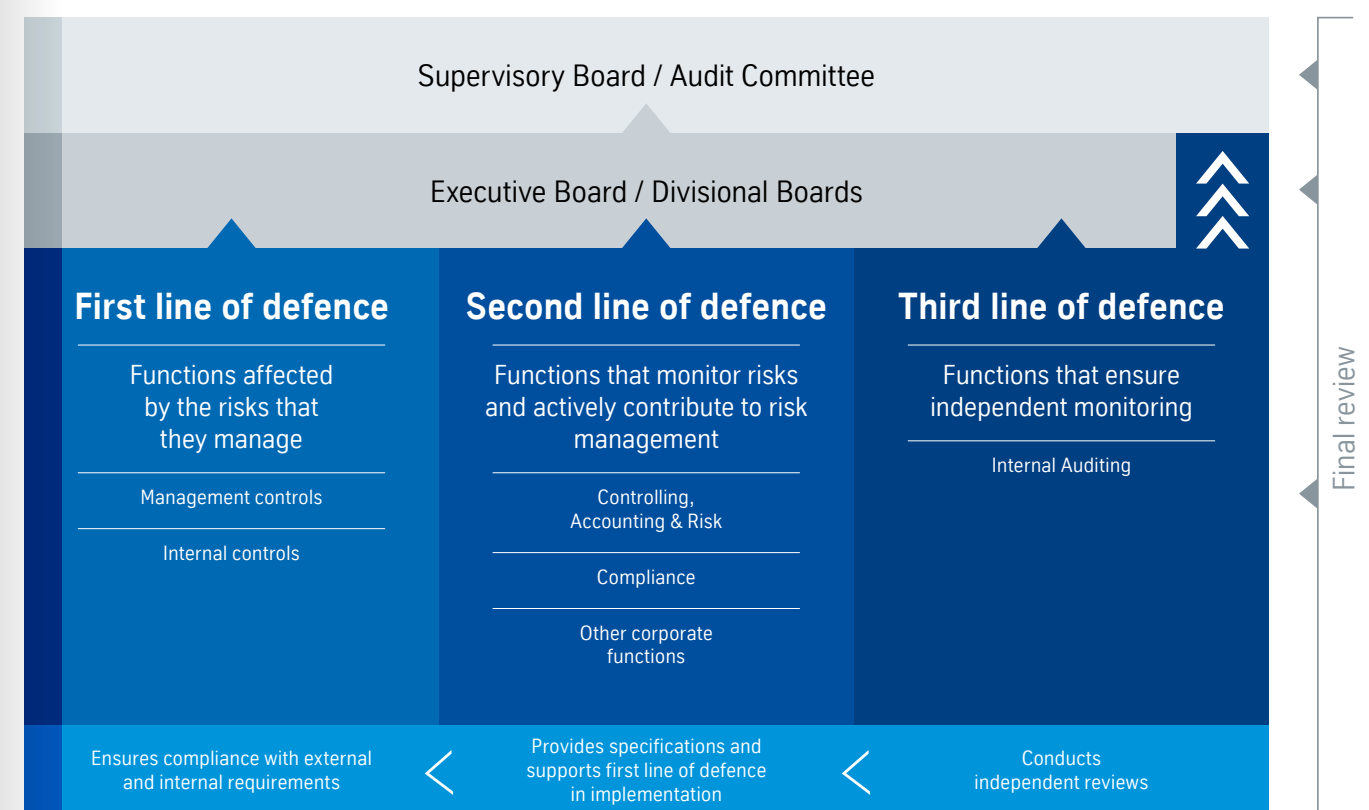 Supervisory Board / Audit Committee
Executive Board / Divisional Boards
First line of defence
Functions affected
by the risks that
they manage
Management controls
Internal controls
Second line of defence
Functions that monitor risks
and actively contribute to risk
management
Controlling,
Accounting & Risk
Compliance
Other corporate
functions
Third line of defence
Functions that ensure
independent monitoring
Internal Auditing
Ensures compliance with external
and internal requirements
Provides specifications and
supports first line of defence
in implementation
Conducts
independent reviews
Final review